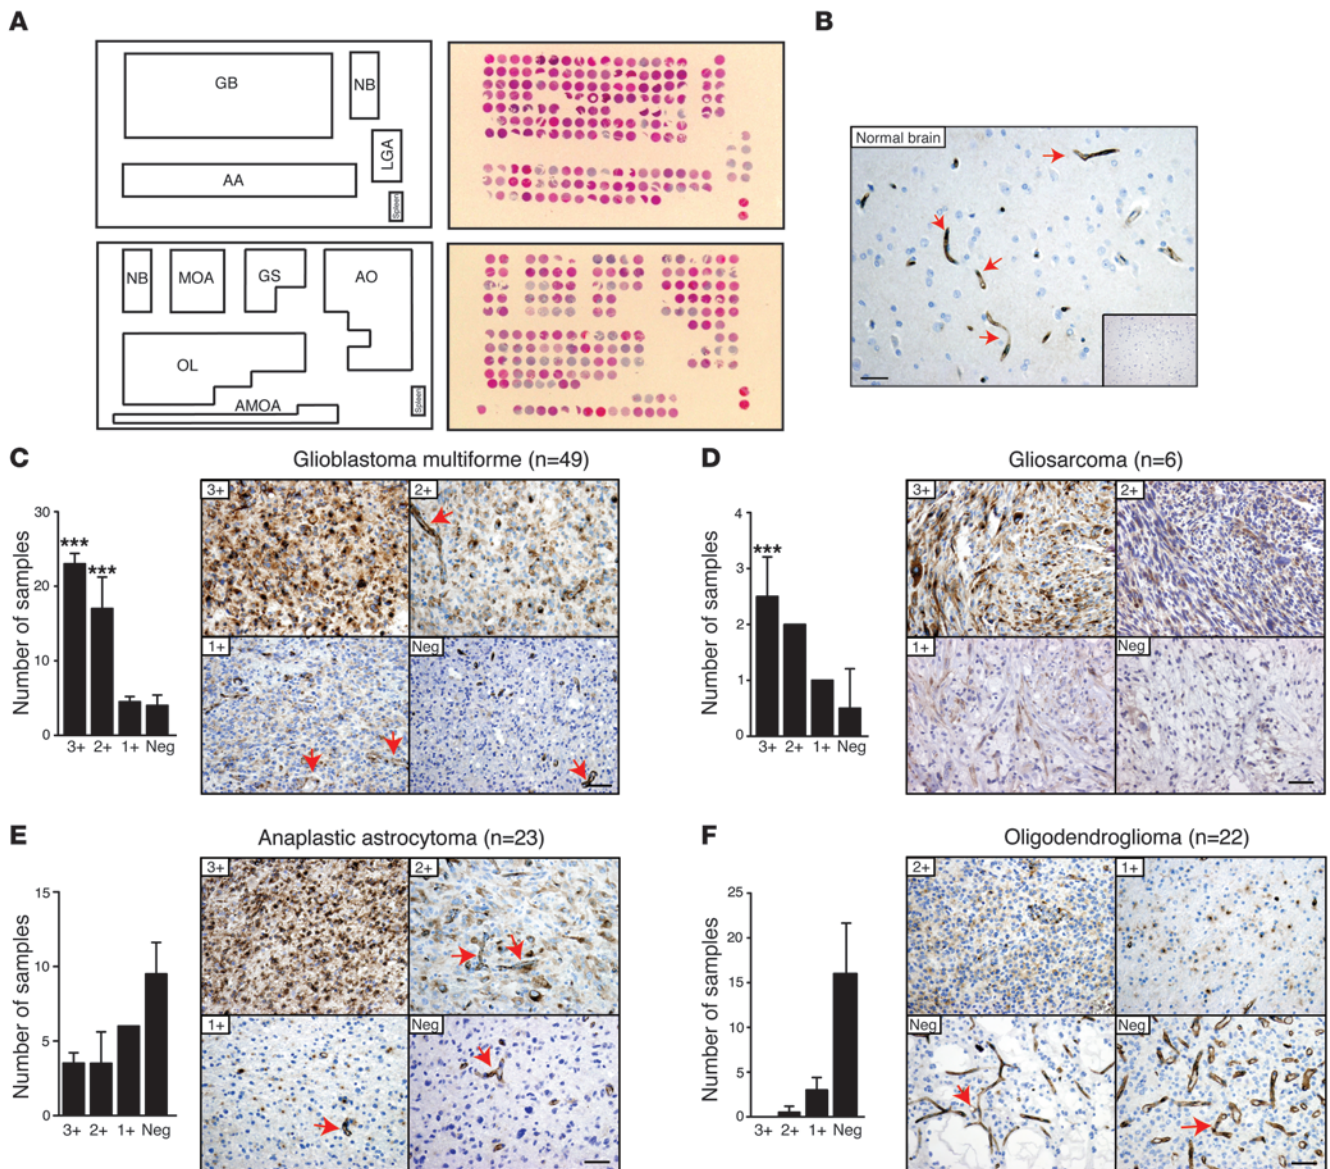 A
GB
NB
LGA
AA
Spleen
NB
MOA
GS
AO
OL
AMOA
Spleen
B
Normal brain
C
Glioblastoma multiforme (n=49)
Number of samples
30
20
10
0
***
***
3+ 2+ 1+ Neg
3+
2+
1+
Neg
D
Gliosarcoma (n=6)
Number of samples
4
3
2
1
0
***
3+ 2+ 1+ Neg
3+
2+
1+
Neg
E
Anaplastic astrocytoma (n=23)
Number of samples
15
10
5
0
3+ 2+ 1+ Neg
3+
2+
1+
Neg
F
Oligodendroglioma (n=22)
Number of samples
25
20
15
10
5
0
3+ 2+ 1+ Neg
2+
1+
Neg
Neg